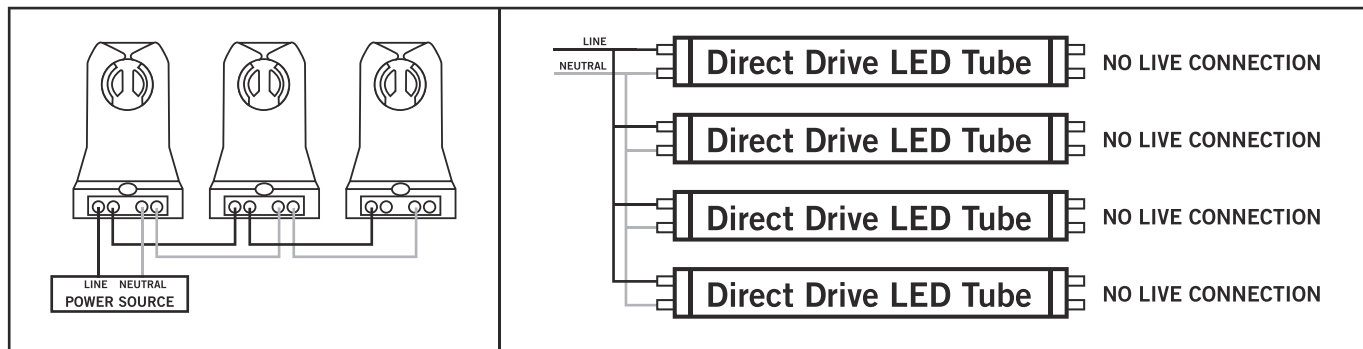 LINE NEUTRAL
POWER SOURCE
LINE
NEUTRAL
Direct Drive LED Tube NO LIVE CONNECTION
Direct Drive LED Tube NO LIVE CONNECTION
Direct Drive LED Tube NO LIVE CONNECTION
Direct Drive LED Tube NO LIVE CONNECTION